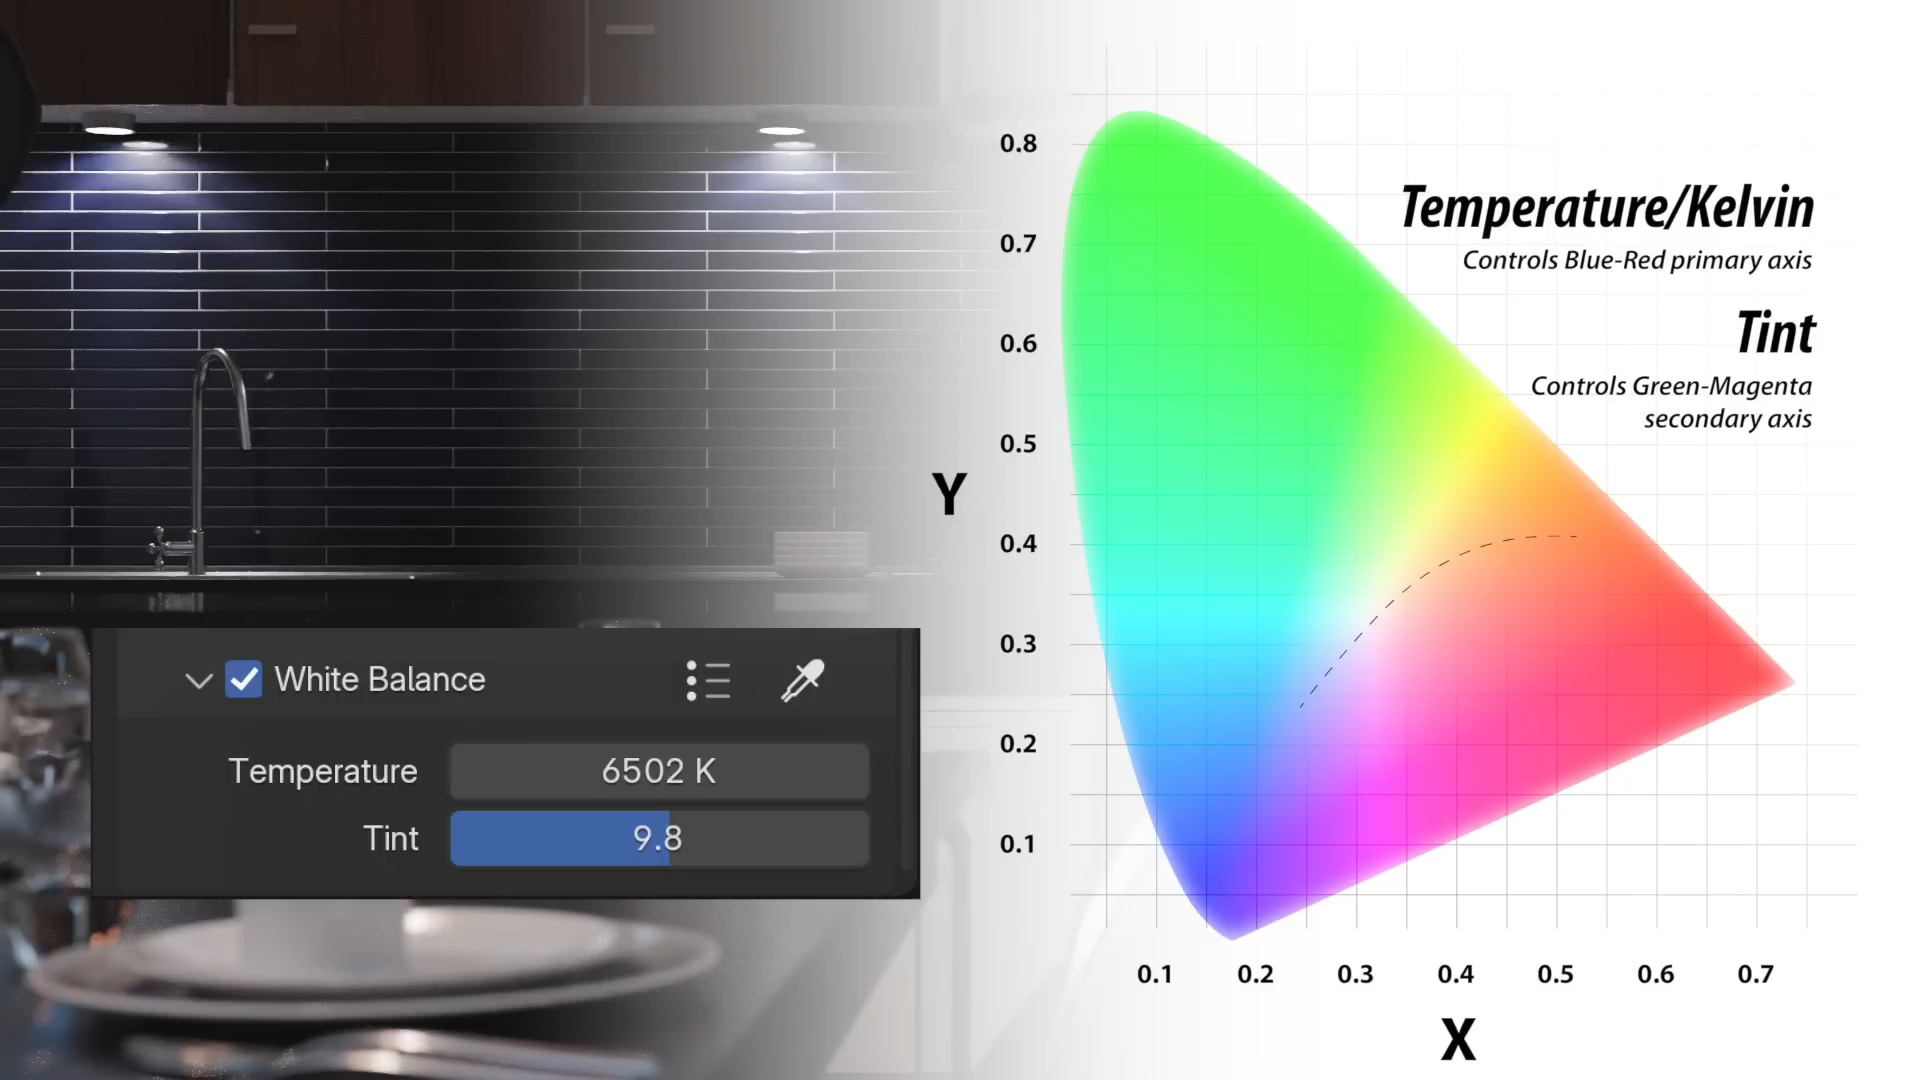 White Balance
Temperature 6502 K
Tint 9.8
Temperature/Kelvin
Controls Blue-Red primary axis
Tint
Controls Green-Magenta
secondary axis
Y
0.8
0.7
0.6
0.5
0.4
0.3
0.2
0.1
0.1 0.2 0.3 0.4 0.5 0.6 0.7
X